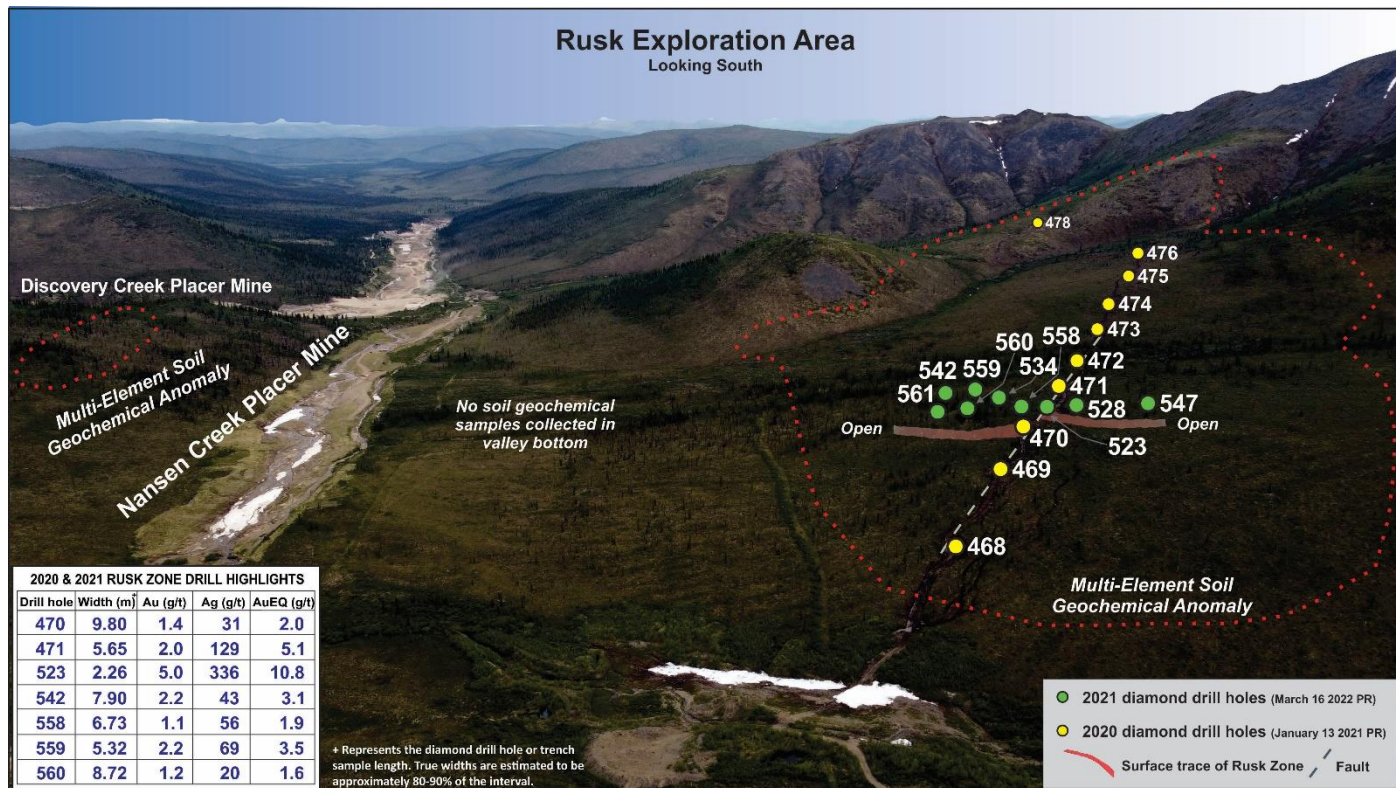 Rusk Exploration Area
Looking South
478
476
475
474
473
472
471
Discovery Creek Placer Mine
Multi-Element Soil
Geochemical Anomaly
Nansen Creek Placer Mine
No soil geochemical
samples collected in
valley bottom
560
558
542
559
534
561
528
547
Open
470
523
Open
469
468
Multi-Element Soil
Geochemical Anomaly
2020 & 2021 RUSK ZONE DRILL HIGHLIGHTS
Drill hole Width (m)+ Au (g/t) Ag (g/t) AuEQ (g/t)
470 9.80 1.4 31 2.0
471 5.65 2.0 129 5.1
523 2.26 5.0 336 10.8
542 7.90 2.2 43 3.1
558 6.73 1.1 56 1.9
559 5.32 2.2 69 3.5
560 8.72 1.2 20 1.6
+ Represents the diamond drill hole or trench
sample length. True widths are estimated to be
approximately 80-90% of the interval.
2021 diamond drill holes (March 16 2022 PR)
2020 diamond drill holes (January 13 2021 PR)
Surface trace of Rusk Zone
Fault